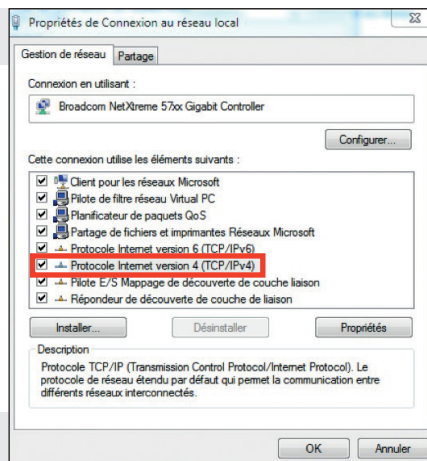 Propriétés de Connexion au réseau local
Gestion de réseau Partage
Connexion en utilisant :
Broadcom NetXtreme 57xx Gigabit Controller
Configurer...
Cette connexion utilise les éléments suivants :
Client pour les réseaux Microsoft
Pilote de filtre réseau Virtual PC
Planificateur de paquets QoS
Partage de fichiers et imprimantes Réseaux Microsoft
Protocole Internet version 6 (TCP/IPv6)
Protocole Internet version 4 (TCP/IPv4)
Pilote E/S Mappage de découverte de couche liaison
Répondeur de découverte de couche de liaison
Installer... Désinstaller Propriétés
Description
Protocole TCP/IP (Transmission Control Protocol/Internet Protocol). Le
protocole de réseau étendu par défaut qui permet la communication entre
différents réseaux interconnectés.
OK Annuler